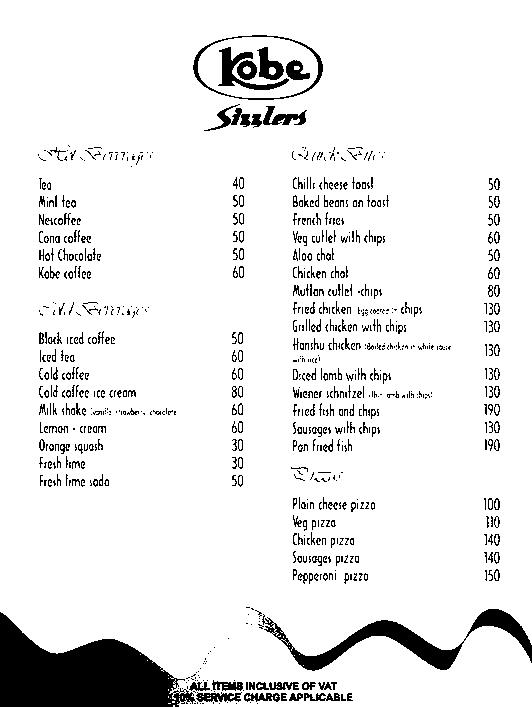 Kobe
Sizzlers
Hot Beverages
Tea 40
Mint tea 50
Nescoffee 50
Cona coffee 50
Hot Chocolate 50
Kobe coffee 60
Cold Beverages
Black iced coffee 50
Iced tea 60
Cold coffee 60
Cold coffee ice cream 80
Milk shake (vanilla, strawberry, chocolate 60
Lemon - cream 60
Orange squash 30
Fresh lime 30
Fresh lime soda 50
Quick Bites
Chilli cheese toast 50
Baked beans on toast 50
French fries 50
Veg cutlet with chips 60
Aloo chat 50
Chicken chat 60
Mutton cutlet -chips 80
Fried chicken (egg coated)- chips 130
Grilled chicken with chips 130
Hanshu chicken (Boiled chicken in white sauce 130
with rice)
Diced lamb with chips 130
Wiener schnitzel (thin lamb with chips) 130
Fried fish and chips 190
Sausages with chips 130
Pan fried fish 190
Pizzas
Plain cheese pizza 100
Veg pizza 110
Chicken pizza 140
Sausages pizza 140
Pepperoni pizza 150
ALL ITEMS INCLUSIVE OF VAT
10% SERVICE CHARGE APPLICABLE